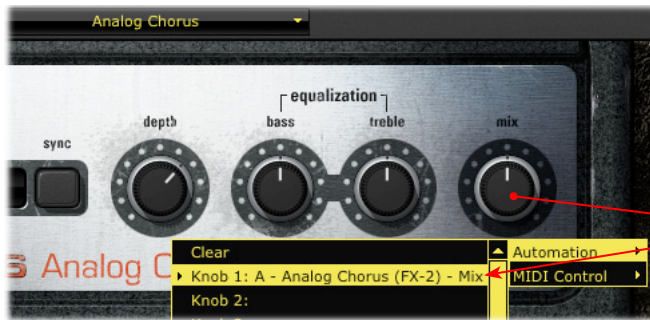 Analog Chorus
equalization
depth bass treble mix
sync
Analog
Clear Automation
Knob 1: A - Analog Chorus (FX-2) - Mix MIDI Control
Knob 2: